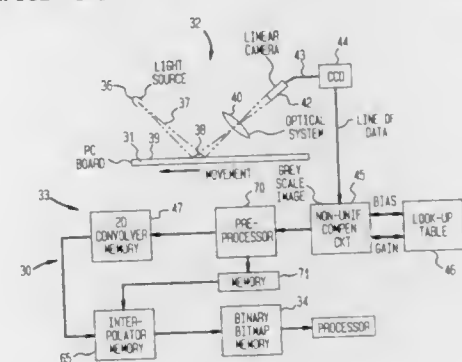 32
LINEAR
CAMERA
43
44
CCD
LIGHT
SOURCE
36
37
40
42
38
OPTICAL
SYSTEM
LINE OF
DATA
31
39
PC
BOARD
MOVEMENT
GREY
SCALE
IMAGE
45
33
47
70
2D
CONVOLVER
MEMORY
PRE-
PROCESSOR
NON-UNIF
COMPEN
CKT
BIAS
GAIN
LOOK-UP
TABLE
46
30
MEMORY
71
34
INTER-
POLATOR
MEMORY
65
BINARY
BITMAP
MEMORY
PROCESSOR